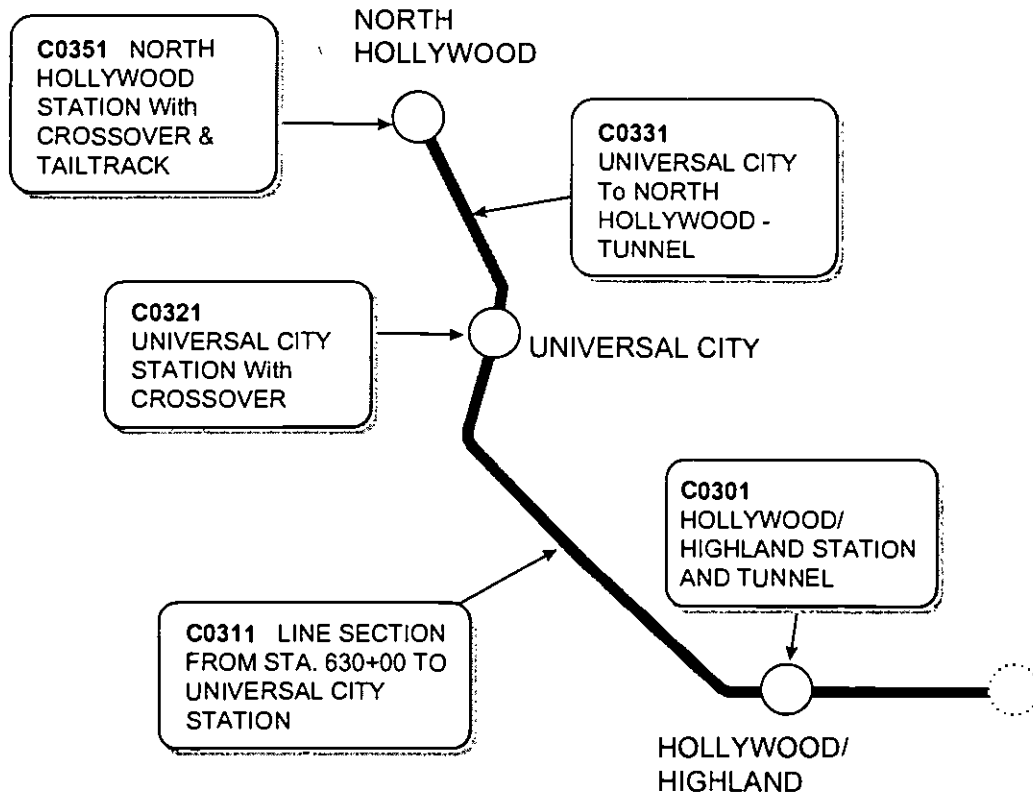 NORTH
HOLLYWOOD
C0351 NORTH
HOLLYWOOD
STATION With
CROSSOVER &
TAILTRACK
C0331
UNIVERSAL CITY
To NORTH
HOLLYWOOD -
TUNNEL
C0321
UNIVERSAL CITY
STATION With
CROSSOVER
UNIVERSAL CITY
C0301
HOLLYWOOD/
HIGHLAND STATION
AND TUNNEL
C0311 LINE SECTION
FROM STA. 630+00 TO
UNIVERSAL CITY
STATION
HOLLYWOOD/
HIGHLAND